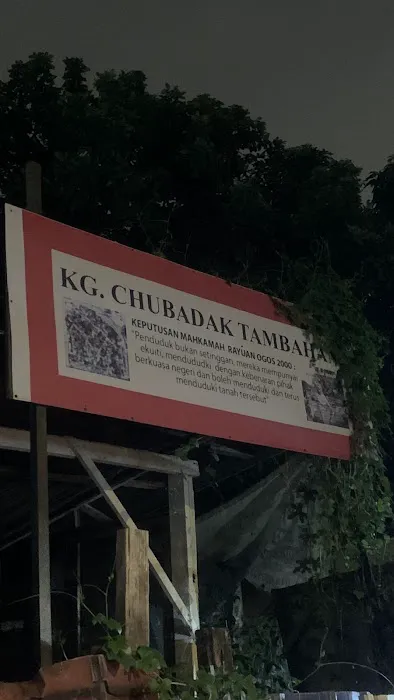 KG. CHUBADAK TAMBAHAN
KEPUTUSAN MAHKAMAH RAYUAN OGOS 2000 :
"Penduduk bukan setinggan, mereka mempunyai
ekuiti, mendududki dengan kebenaran pihak
berkuasa negeri dan boleh menduduki dan terus
menduduki tanah tersebut"